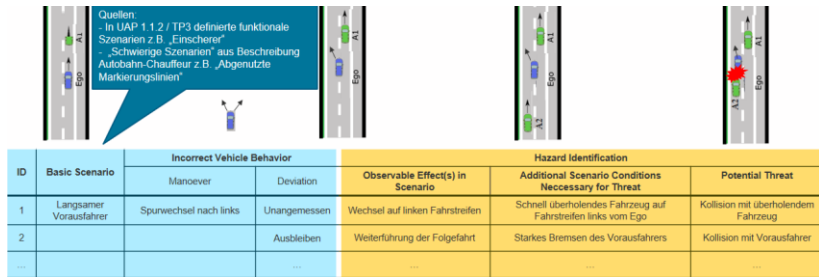 Quellen:
- In UAP 1.1.2 / TP3 definierte funktionale
Szenarien z.B. „Einscherer“
- „Schwierige Szenarien“ aus Beschreibung
Autobahn-Chauffeur z.B. „Abgenutzte
Markierungslinien“
A1
Ego
A1
Ego
A1
Ego
A2
A1
Ego
A2
Incorrect Vehicle Behavior
Hazard Identification
ID
Basic Scenario
Manoever
Deviation
Observable Effect(s) in
Scenario
Additional Scenario Conditions
Neccessary for Threat
Potential Threat
1
Langsamer
Vorausfahrer
Spurwechsel nach links
Unangemessen
Wechsel auf linken Fahrstreifen
Schnell überholendes Fahrzeug auf
Fahrstreifen links vom Ego
Kollision mit überholendem
Fahrzeug
2
Ausbleiben
Weiterführung der Folgefahrt
Starkes Bremsen des Vorausfahrers
Kollision mit Vorausfahrer
...
...
...
...
...